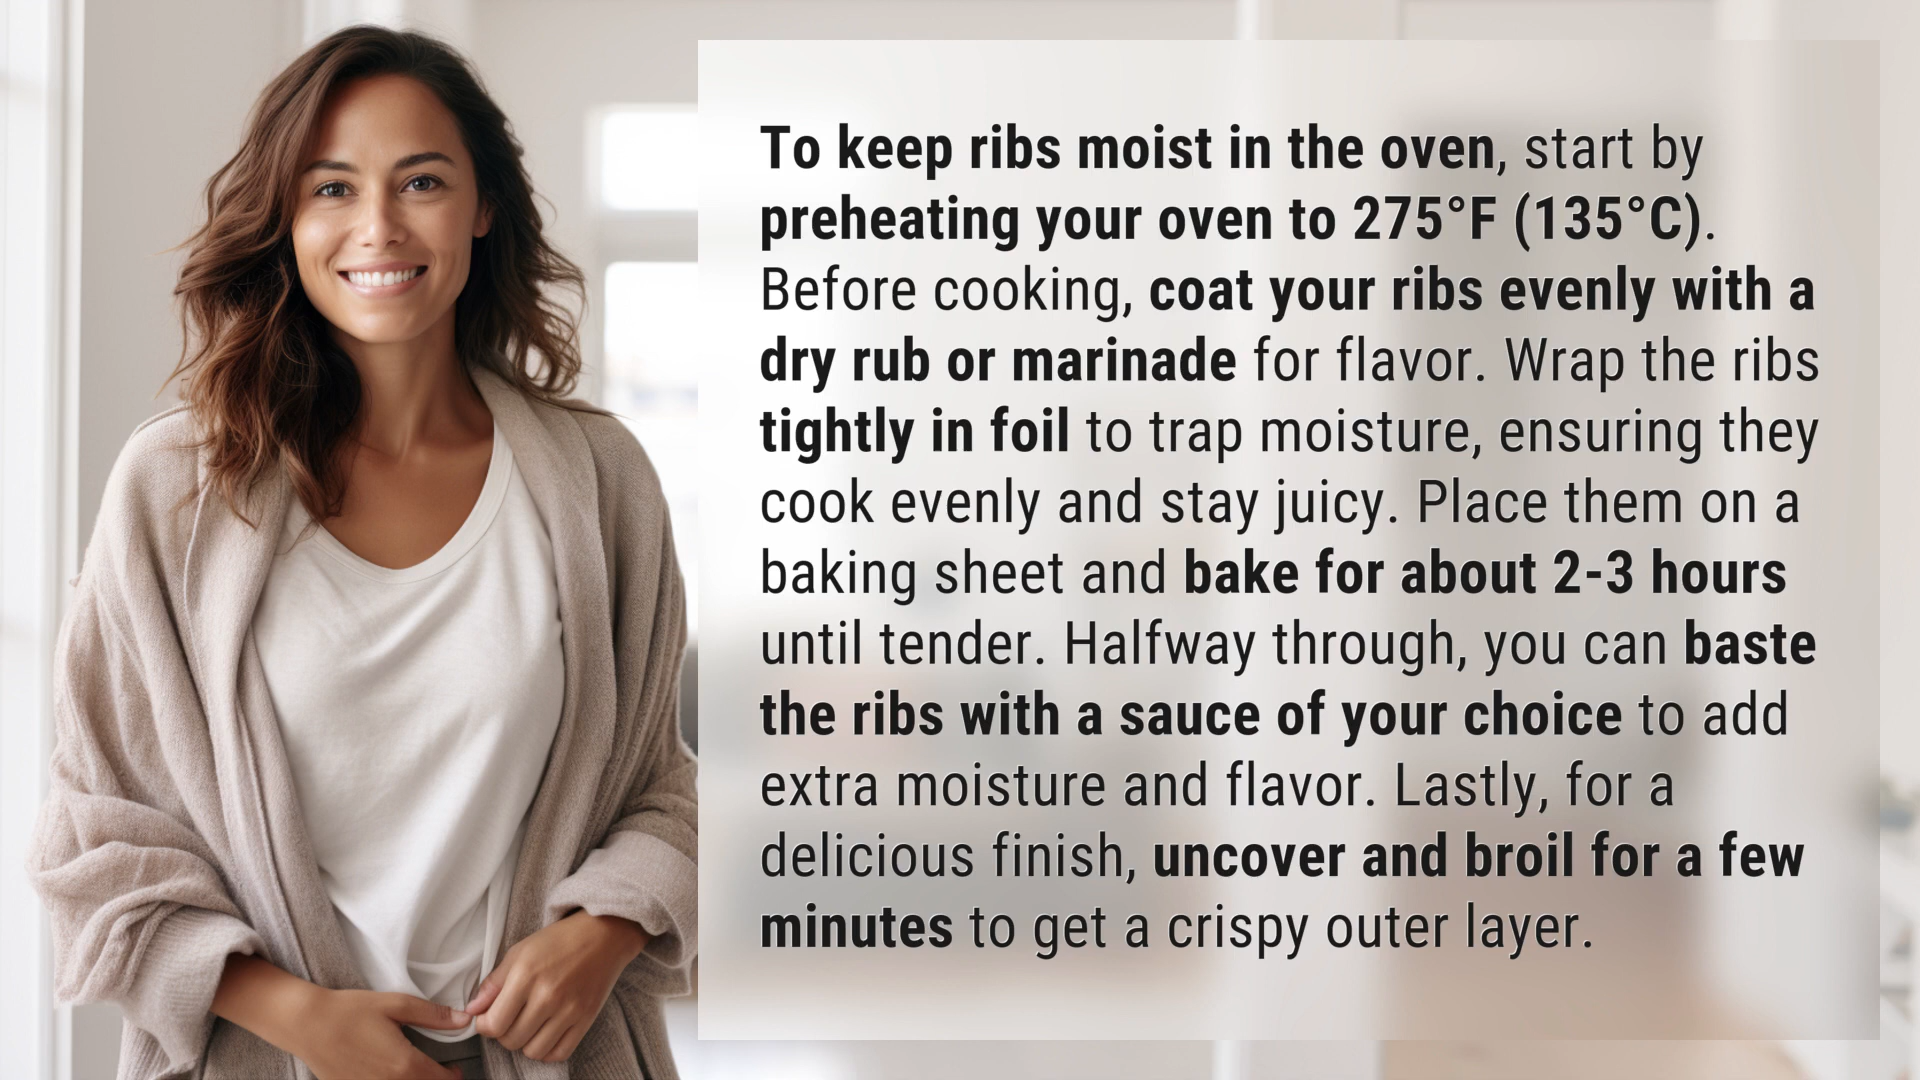 To keep ribs moist in the oven, start by
preheating your oven to 275°F (135°C).
Before cooking, coat your ribs evenly with a
dry rub or marinade for flavor. Wrap the ribs
tightly in foil to trap moisture, ensuring they
cook evenly and stay juicy. Place them on a
baking sheet and bake for about 2-3 hours
until tender. Halfway through, you can baste
the ribs with a sauce of your choice to add
extra moisture and flavor. Lastly, for a
delicious finish, uncover and broil for a few
minutes to get a crispy outer layer.